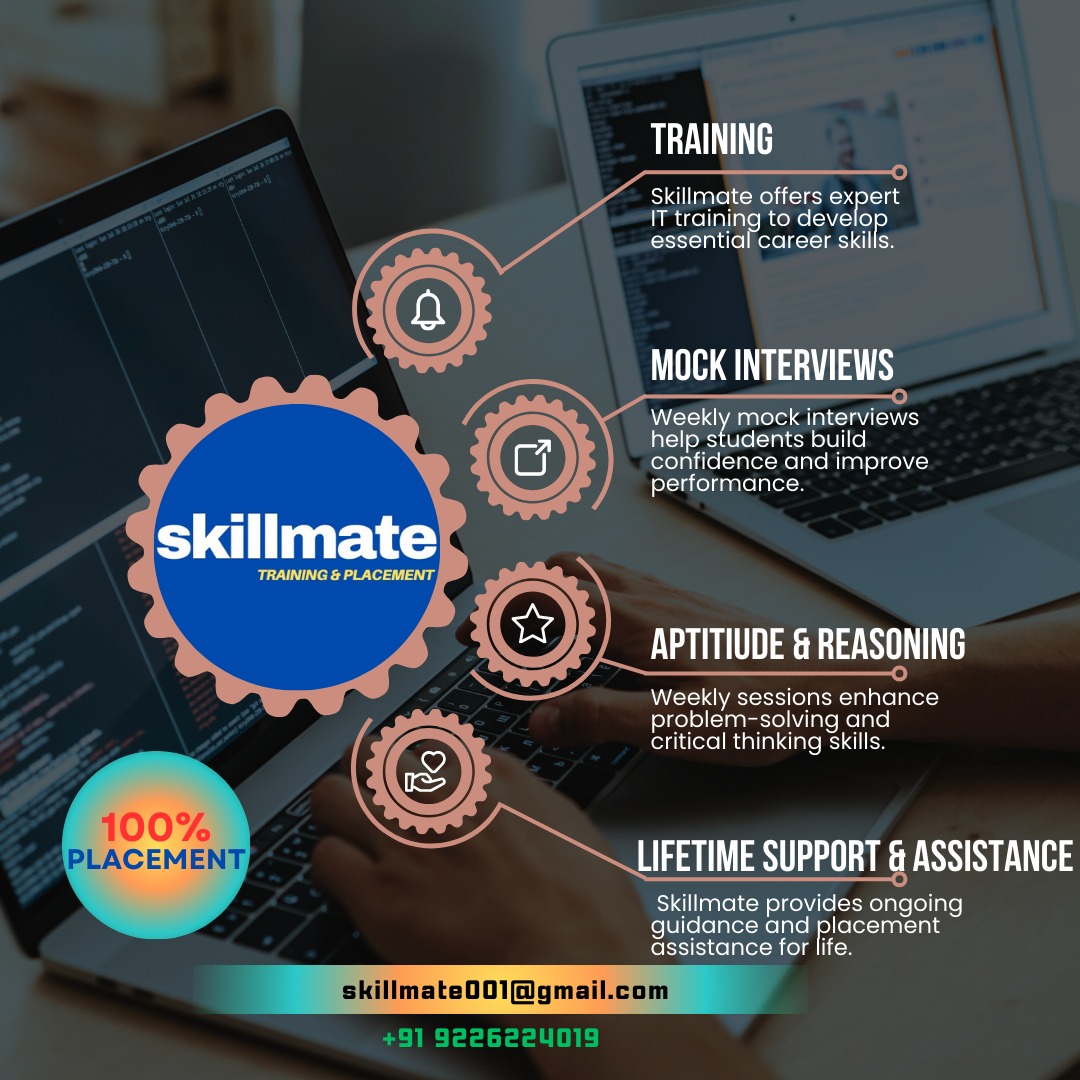 TRAINING
Skillmate offers expert
IT training to develop
essential career skills.
MOCK INTERVIEWS
Weekly mock interviews
help students build
confidence and improve
performance.
skillmate
TRAINING & PLACEMENT
APTITIUDE & REASONING
Weekly sessions enhance
problem-solving and
critical thinking skills.
100%
PLACEMENT
LIFETIME SUPPORT & ASSISTANCE
Skillmate provides ongoing
guidance and placement
assistance for life.
skillmate001@gmail.com
+91 9226224019